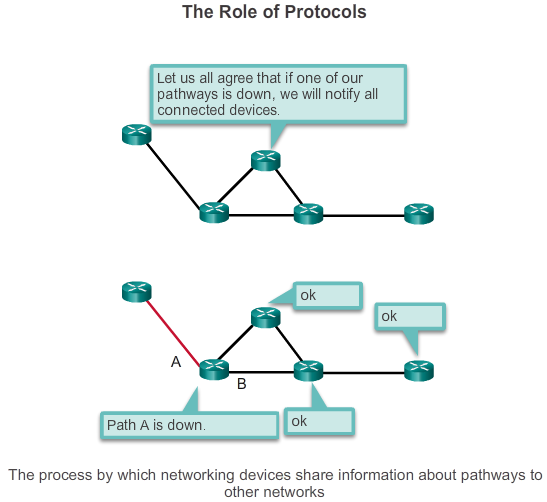 The Role of Protocols
Let us all agree that if one of our
pathways is down, we will notify all
connected devices.
ok
ok
A
B
Path A is down.
ok
The process by which networking devices share information about pathways to
other networks